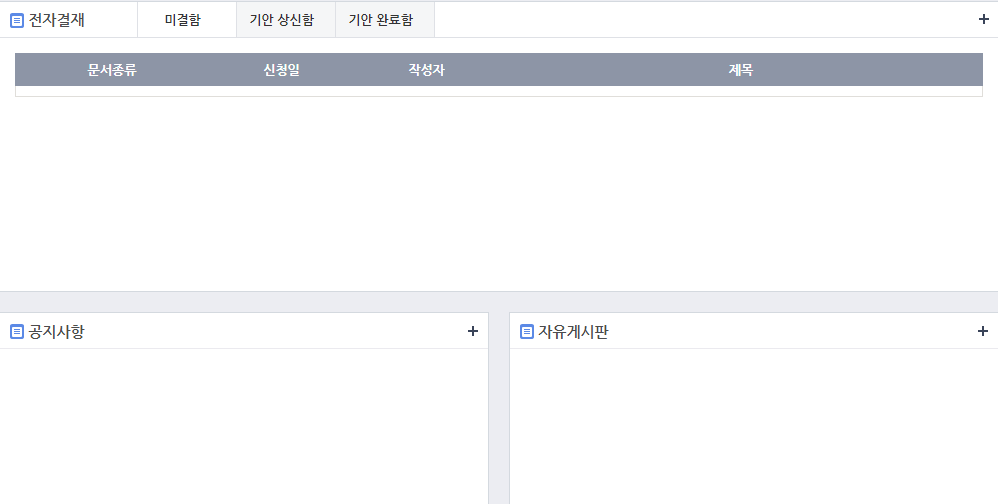 전자결재 미결함 기안 상신함 기안 완료함 +
문서종류 신청일 작성자 제목
공지사항 + 자유게시판 +